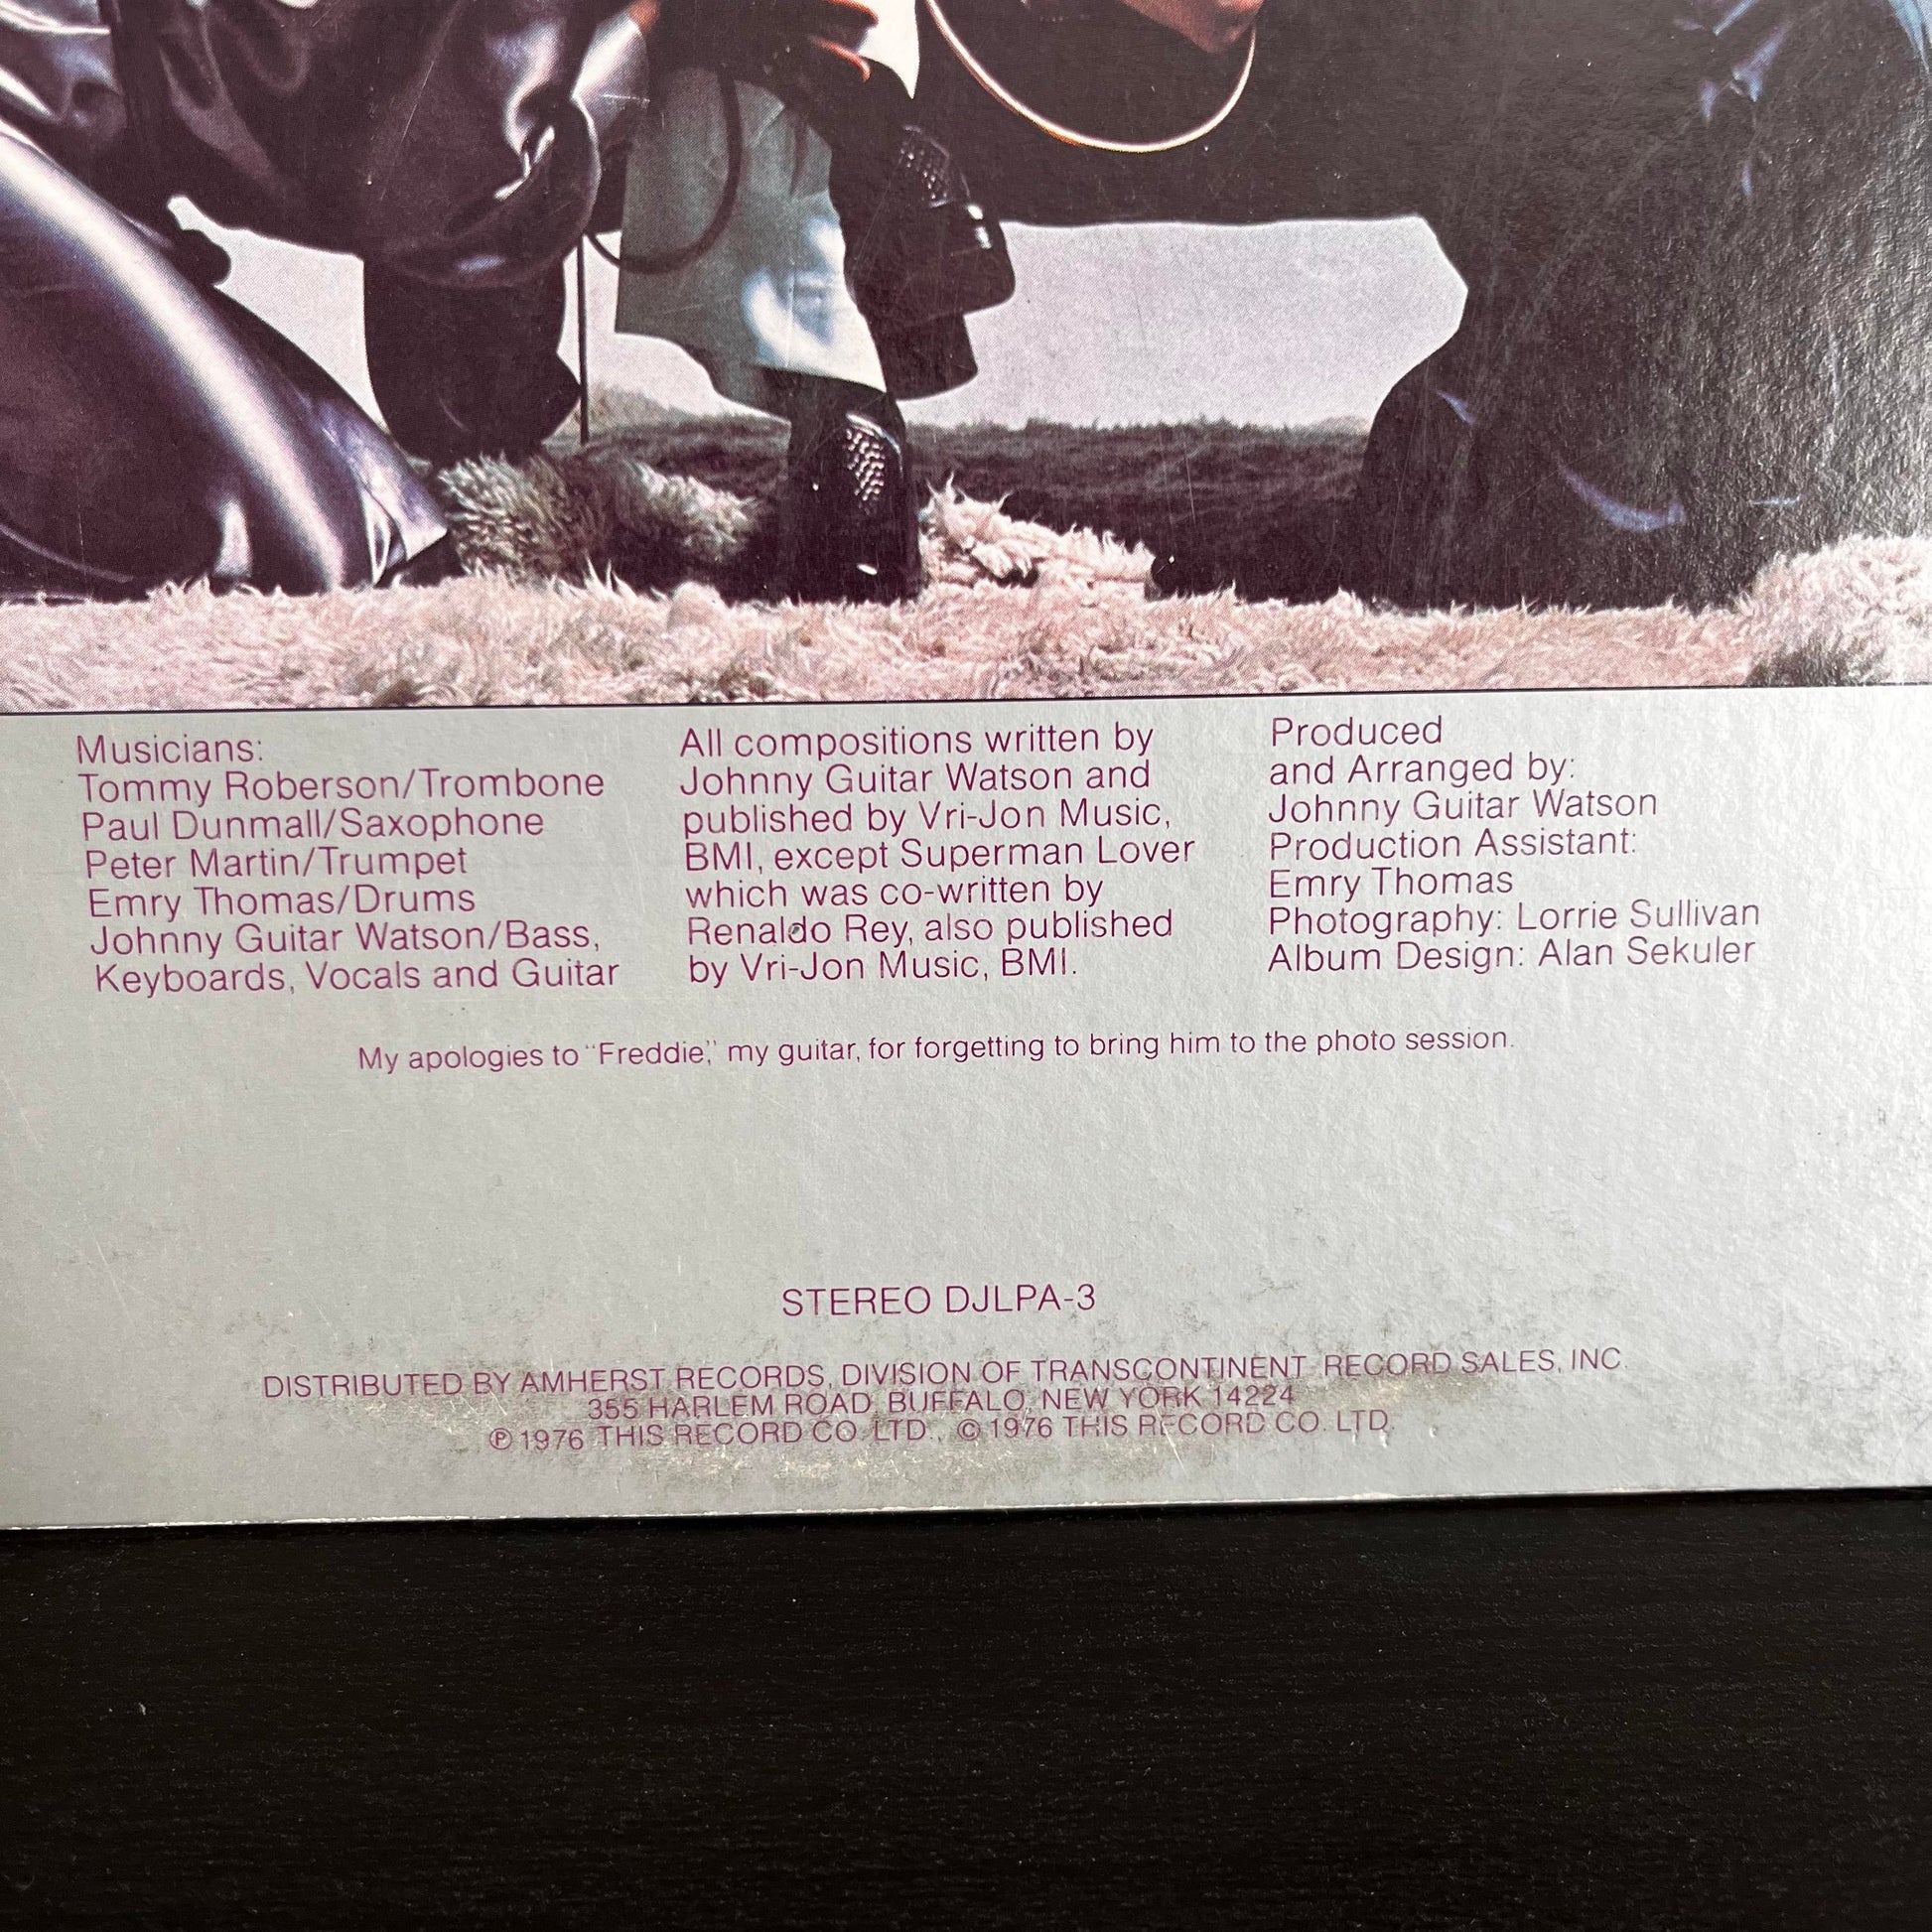 Musicians:
Tommy Roberson/Trombone
Paul Dunmall/Saxophone
Peter Martin/Trumpet
Emry Thomas/Drums
Johnny Guitar Watson/Bass,
Keyboards, Vocals and Guitar
All compositions written by
Johnny Guitar Watson and
published by Vri-Jon Music,
BMI, except Superman Lover
which was co-written by
Renaldo Rey, also published
by Vri-Jon Music, BMI.
Produced
and Arranged by:
Johnny Guitar Watson
Production Assistant:
Emry Thomas
Photography: Lorrie Sullivan
Album Design: Alan Sekuler
My apologies to "Freddie," my guitar, for forgetting to bring him to the photo session.
STEREO DJLPA-3
DISTRIBUTED BY AMHERST RECORDS, DIVISION OF TRANSCONTINENT RECORD SALES, INC.
355 HARLEM ROAD, BUFFALO, NEW YORK 14224
℗ 1976 THIS RECORD CO. LTD., © 1976 THIS RECORD CO. LTD.